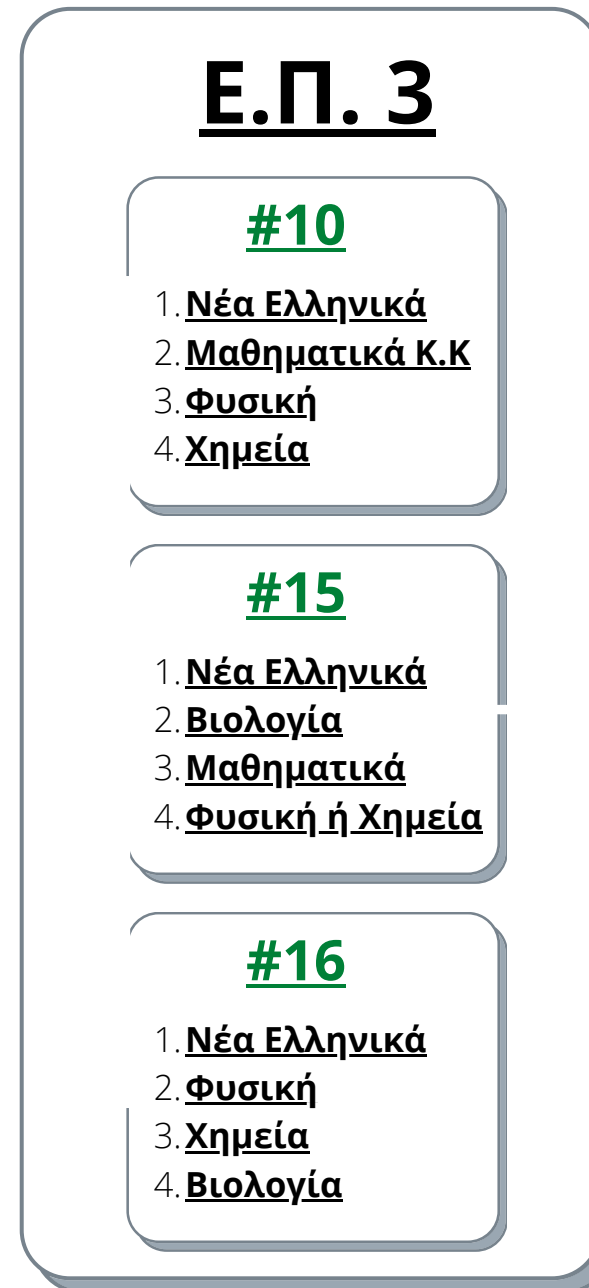 Ε.Π. 3
#10
1. Νέα Ελληνικά
2. Μαθηματικά Κ.Κ
3. Φυσική
4. Χημεία
#15
1. Νέα Ελληνικά
2. Βιολογία
3. Μαθηματικά
4. Φυσική ή Χημεία
#16
1. Νέα Ελληνικά
2. Φυσική
3. Χημεία
4. Βιολογία